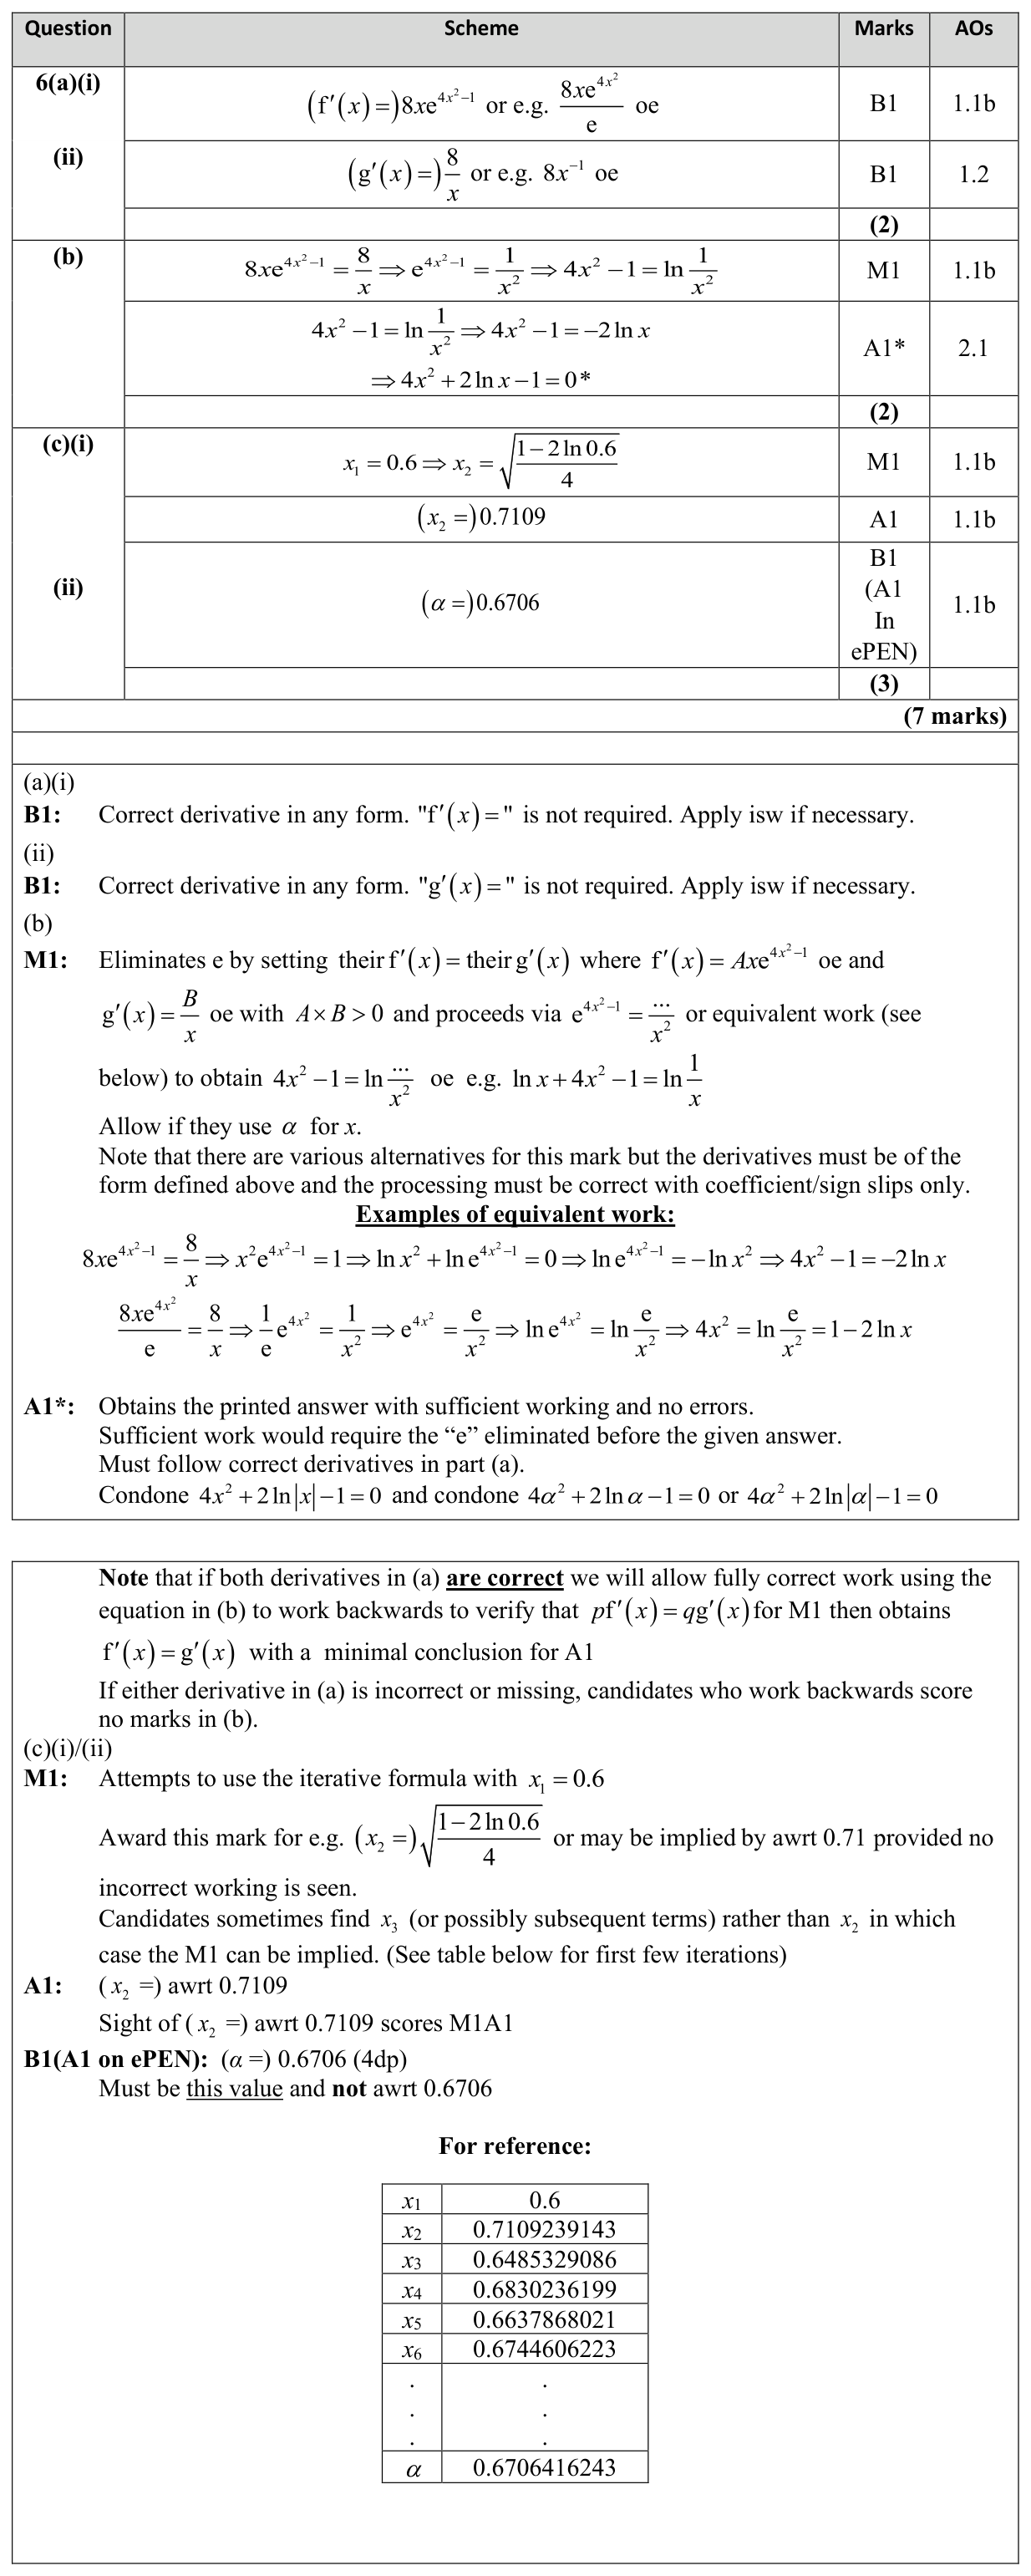 Question Scheme Marks AOs
6(a)(i) (f′(x)=)8xe^{4x²−1} or e.g. \frac{8xe^{4x²}}{e} oe B1 1.1b
(ii) (g′(x)=)\frac{8}{x} or e.g. 8x^{−1} oe B1 1.2
(2)
(b) 8xe^{4x²−1} = \frac{8}{x} ⇒ e^{4x²−1} = \frac{1}{x²} ⇒ 4x² −1 = ln \frac{1}{x²} M1 1.1b
4x² −1 = ln \frac{1}{x²} ⇒ 4x² −1 = −2 ln x
⇒ 4x² + 2 ln x −1 = 0* A1* 2.1
(2)
(c)(i) x₁ = 0.6 ⇒ x₂ = \sqrt{\frac{1−2 ln 0.6}{4}} M1 1.1b
(x₂ =)0.7109 A1 1.1b
(ii) (α =)0.6706 B1 (A1 In ePEN) 1.1b
(3)
(7 marks)
(a)(i)
B1: Correct derivative in any form. "f′(x)=" is not required. Apply isw if necessary.
(ii)
B1: Correct derivative in any form. "g′(x)=" is not required. Apply isw if necessary.
(b)
M1: Eliminates e by setting their f′(x) = their g′(x) where f′(x) = Axe^{4x²−1} oe and
g′(x) = \frac{B}{x} oe with A×B > 0 and proceeds via e^{4x²−1} = \frac{...}{x²} or equivalent work (see
below) to obtain 4x² −1 = ln \frac{...}{x²} oe e.g. ln x + 4x² −1 = ln \frac{1}{x}
Allow if they use α for x.
Note that there are various alternatives for this mark but the derivatives must be of the
form defined above and the processing must be correct with coefficient/sign slips only.
Examples of equivalent work:
8xe^{4x²−1} = \frac{8}{x} ⇒ x²e^{4x²−1} = 1 ⇒ ln x² + ln e^{4x²−1} = 0 ⇒ ln e^{4x²−1} = −ln x² ⇒ 4x² −1 = −2 ln x
\frac{8xe^{4x²}}{e} = \frac{8}{x} ⇒ \frac{1}{e}e^{4x²} = \frac{1}{x²} ⇒ e^{4x²} = \frac{e}{x²} ⇒ ln e^{4x²} = ln \frac{e}{x²} ⇒ 4x² = ln \frac{e}{x²} = 1−2 ln x
A1*: Obtains the printed answer with sufficient working and no errors.
Sufficient work would require the “e” eliminated before the given answer.
Must follow correct derivatives in part (a).
Condone 4x² + 2 ln|x| −1 = 0 and condone 4α² + 2 ln α −1 = 0 or 4α² + 2 ln|α| −1 = 0
Note that if both derivatives in (a) are correct we will allow fully correct work using the
equation in (b) to work backwards to verify that pf′(x) = qg′(x) for M1 then obtains
f′(x) = g′(x) with a minimal conclusion for A1
If either derivative in (a) is incorrect or missing, candidates who work backwards score
no marks in (b).
(c)(i)/(ii)
M1: Attempts to use the iterative formula with x₁ = 0.6
Award this mark for e.g. (x₂ =)\sqrt{\frac{1−2 ln 0.6}{4}} or may be implied by awrt 0.71 provided no
incorrect working is seen.
Candidates sometimes find x₃ (or possibly subsequent terms) rather than x₂ in which
case the M1 can be implied. (See table below for first few iterations)
A1: (x₂ =) awrt 0.7109
Sight of (x₂ =) awrt 0.7109 scores M1A1
B1(A1 on ePEN): (α =) 0.6706 (4dp)
Must be this value and not awrt 0.6706
For reference:
x₁ 0.6
x₂ 0.7109239143
x₃ 0.6485329086
x₄ 0.6830236199
x₅ 0.6637868021
x₆ 0.6744606223
. .
. .
. .
α 0.6706416243